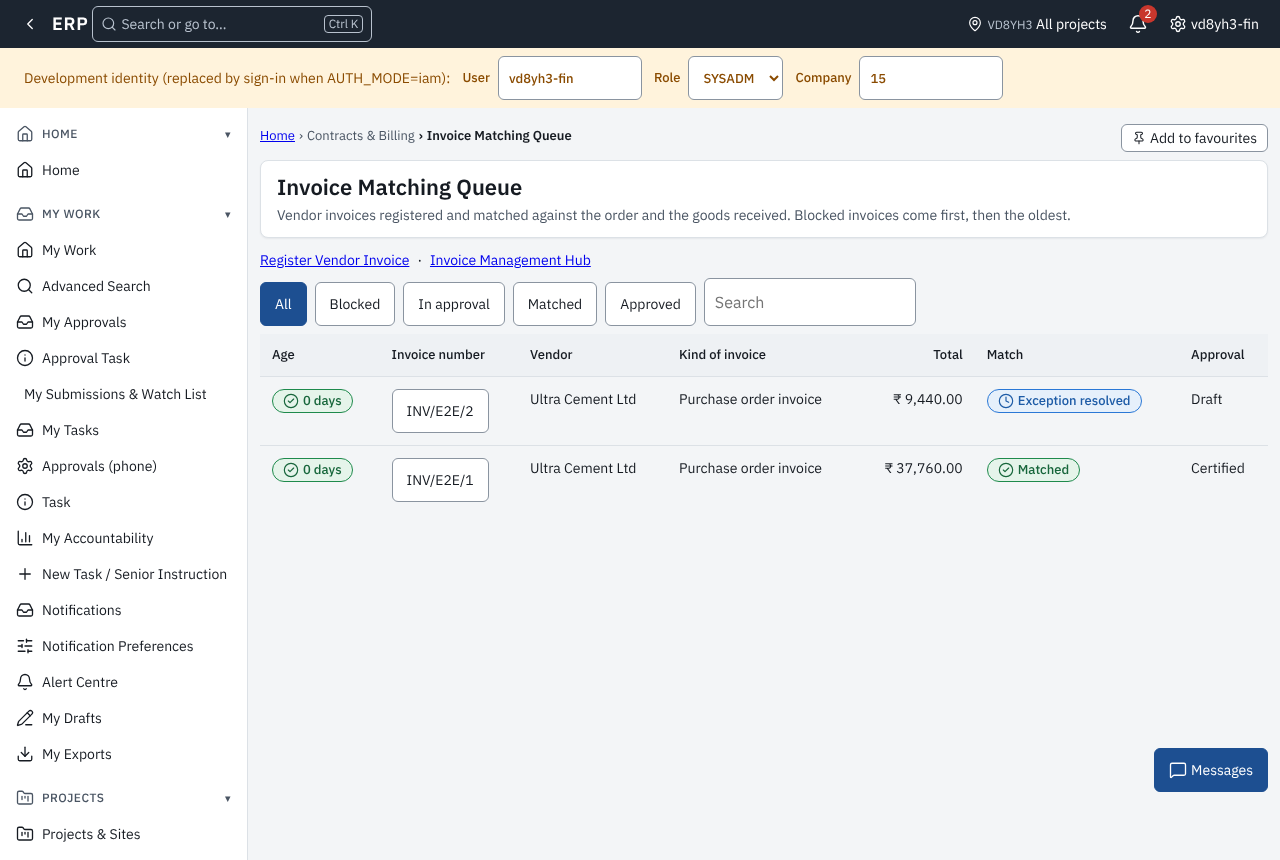 ERP Search or go to... Ctrl K VD8YH3 All projects 2 vd8yh3-fin
Development identity (replaced by sign-in when AUTH_MODE=iam): User vd8yh3-fin Role SYSADM Company 15
HOME
Home
MY WORK
My Work
Advanced Search
My Approvals
Approval Task
My Submissions & Watch List
My Tasks
Approvals (phone)
Task
My Accountability
New Task / Senior Instruction
Notifications
Notification Preferences
Alert Centre
My Drafts
My Exports
PROJECTS
Projects & Sites
Home › Contracts & Billing › Invoice Matching Queue
Add to favourites
Invoice Matching Queue
Vendor invoices registered and matched against the order and the goods received. Blocked invoices come first, then the oldest.
Register Vendor Invoice · Invoice Management Hub
All Blocked In approval Matched Approved Search
Age Invoice number Vendor Kind of invoice Total Match Approval
0 days INV/E2E/2 Ultra Cement Ltd Purchase order invoice ₹ 9,440.00 Exception resolved Draft
0 days INV/E2E/1 Ultra Cement Ltd Purchase order invoice ₹ 37,760.00 Matched Certified
Messages